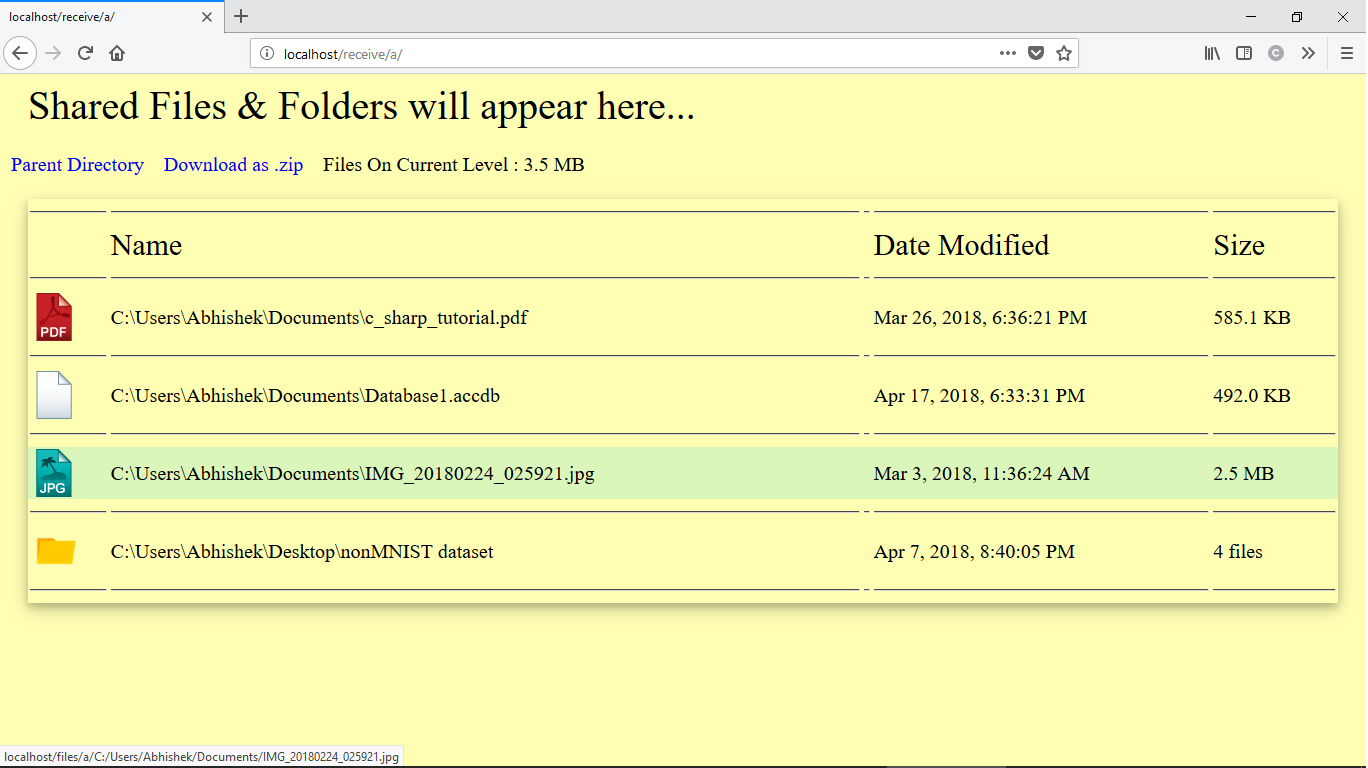 localhost/receive/a/
localhost/receive/a/
Shared Files & Folders will appear here...
Parent Directory Download as .zip Files On Current Level : 3.5 MB
Name Date Modified Size
PDF C:\Users\Abhishek\Documents\c_sharp_tutorial.pdf Mar 26, 2018, 6:36:21 PM 585.1 KB
C:\Users\Abhishek\Documents\Database1.accdb Apr 17, 2018, 6:33:31 PM 492.0 KB
JPG C:\Users\Abhishek\Documents\IMG_20180224_025921.jpg Mar 3, 2018, 11:36:24 AM 2.5 MB
C:\Users\Abhishek\Desktop\nonMNIST dataset Apr 7, 2018, 8:40:05 PM 4 files
localhost/files/a/C:/Users/Abhishek/Documents/IMG_20180224_025921.jpg